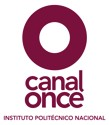 canal
once
INSTITUTO POLITÉCNICO NACIONAL